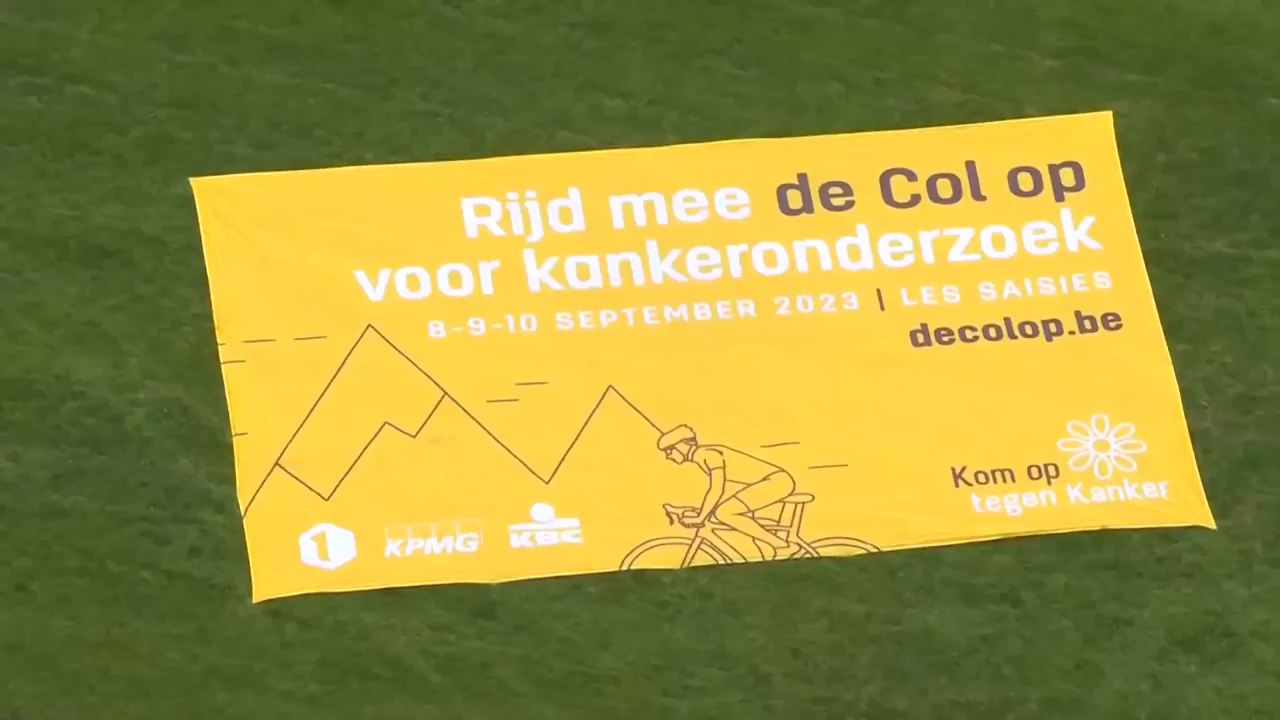 Rijd mee de Col op
voor kankeronderzoek
8-9-10 SEPTEMBER 2023 | LES SAISIES
decolop.be
Kom op
tegen Kanker
1
KPMG
KBC